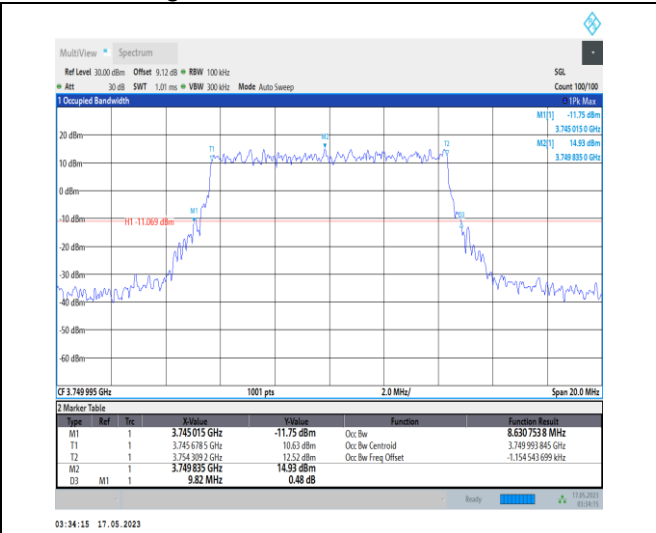 MultiView Spectrum
Ref Level 30.00 dBm Offset 9.12 dB RBW 100 kHz SGL
Att 30 dB SWT 1.01 ms VBW 300 kHz Mode Auto Sweep Count 100/100
1 Occupied Bandwidth 1Pk Max
M1[1] -11.75 dBm
3.745 015 0 GHz
M2[1] 14.93 dBm
3.749 835 0 GHz
20 dBm
10 dBm
0 dBm
-10 dBm
-20 dBm
-30 dBm
-40 dBm
-50 dBm
-60 dBm
T1
M2
T2
M1
H1 -11.069 dBm
D3
CF 3.749 995 GHz 1001 pts 2.0 MHz/ Span 20.0 MHz
2 Marker Table
Type Ref Trc X-Value Y-Value Function Function Result
M1 1 3.745 015 GHz -11.75 dBm Occ Bw 8.630 753 8 MHz
T1 1 3.745 678 5 GHz 10.63 dBm Occ Bw Centroid 3.749 993 845 GHz
T2 1 3.754 309 2 GHz 12.52 dBm Occ Bw Freq Offset -1.154 543 699 kHz
M2 1 3.749 835 GHz 14.93 dBm
D3 M1 1 9.82 MHz 0.48 dB
Ready 17.05.2023
03:34:15
03:34:15 17.05.2023